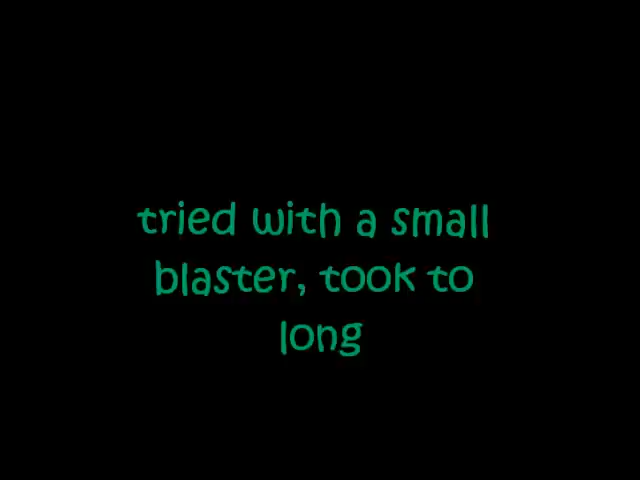 tried with a small
blaster, took to
long